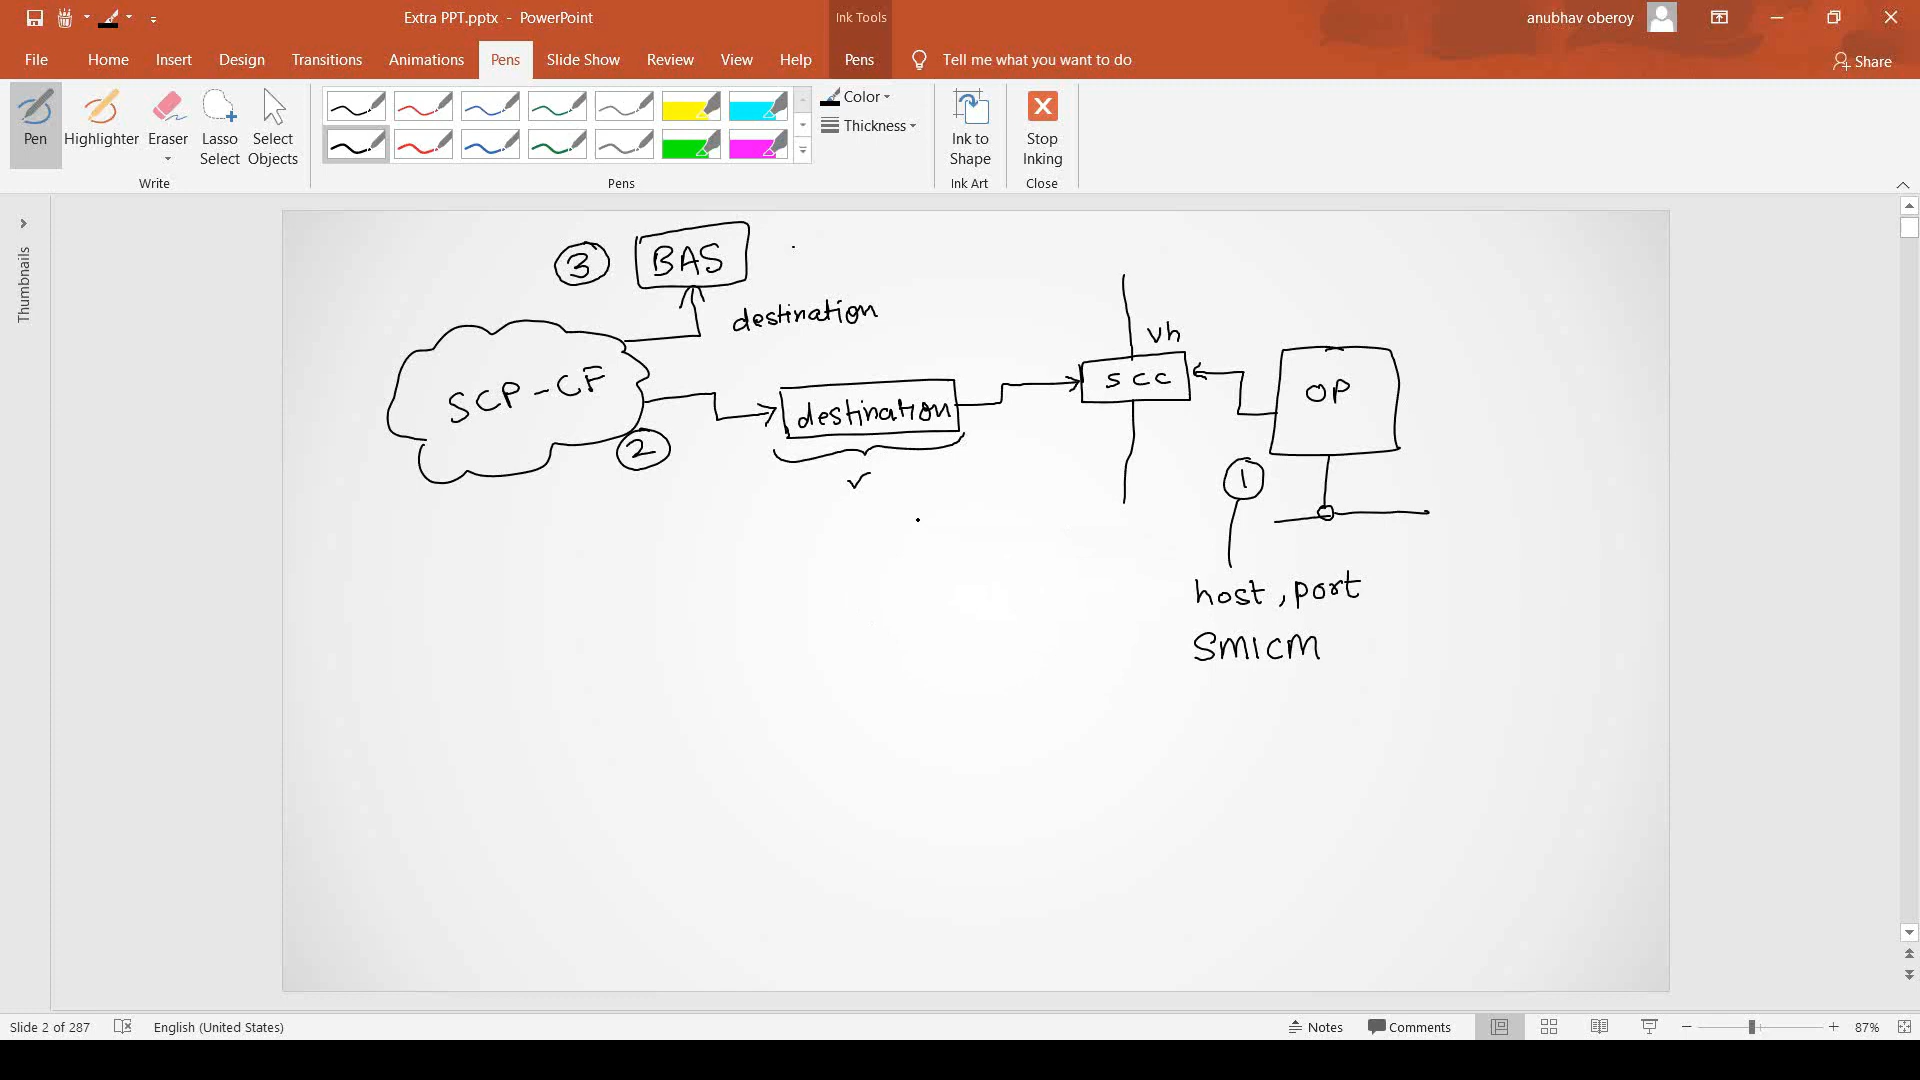 Extra PPT.pptx - PowerPoint
Ink Tools
anubhav oberoy
File Home Insert Design Transitions Animations Pens Slide Show Review View Help Pens Tell me what you want to do Share
Pen
Highlighter
Eraser
Lasso Select
Select Objects
Color
Thickness
Ink to Shape
Stop Inking
Write
Pens
Ink Art
Close
Thumbnails
3 BAS
destination
vh
SCP - CF
destination
SCC
OP
2
1
host, port
SMICM
Slide 2 of 287 English (United States) Notes Comments 87%